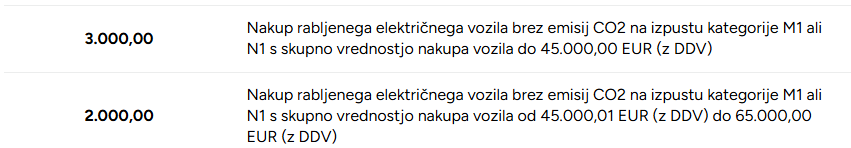 3.000,00
Nakup rabljenega električnega vozila brez emisij CO2 na izpustu kategorije M1 ali
N1 s skupno vrednostjo nakupa vozila do 45.000,00 EUR (z DDV)
2.000,00
Nakup rabljenega električnega vozila brez emisij CO2 na izpustu kategorije M1 ali
N1 s skupno vrednostjo nakupa vozila od 45.000,01 EUR (z DDV) do 65.000,00
EUR (z DDV)